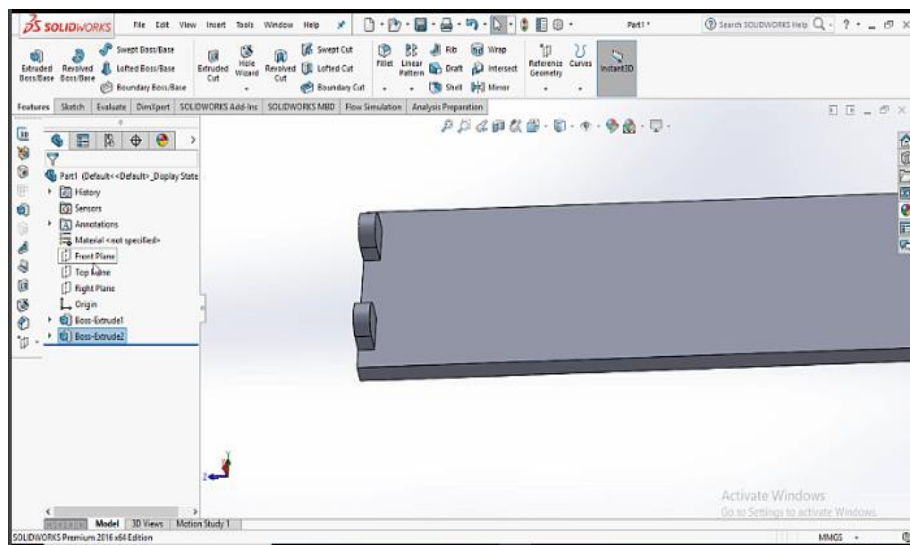 SOLIDWORKS File Edit View Insert Tools Window Help Part1 * Search SOLIDWORKS Help
Extruded Boss/Base
Revolved Boss/Base
Swept Boss/Base
Lofted Boss/Base
Boundary Boss/Base
Extruded Cut
Hole Wizard
Revolved Cut
Swept Cut
Lofted Cut
Boundary Cut
Fillet
Linear Pattern
Rib
Draft
Shell
Wrap
Intersect
Mirror
Reference Geometry
Curves
Instant3D
Features Sketch Evaluate DimXpert SOLIDWORKS Add-Ins SOLIDWORKS MBD Flow Simulation Analysis Preparation
Part1 (Default<<Default>_Display State
History
Sensors
Annotations
Material <not specified>
Front Plane
Top Plane
Right Plane
Origin
Boss-Extrude1
Boss-Extrude2
Activate Windows
Go to Settings to activate Windows.
Model 3D Views Motion Study 1
SOLIDWORKS Premium 2016 x64 Edition MMGS